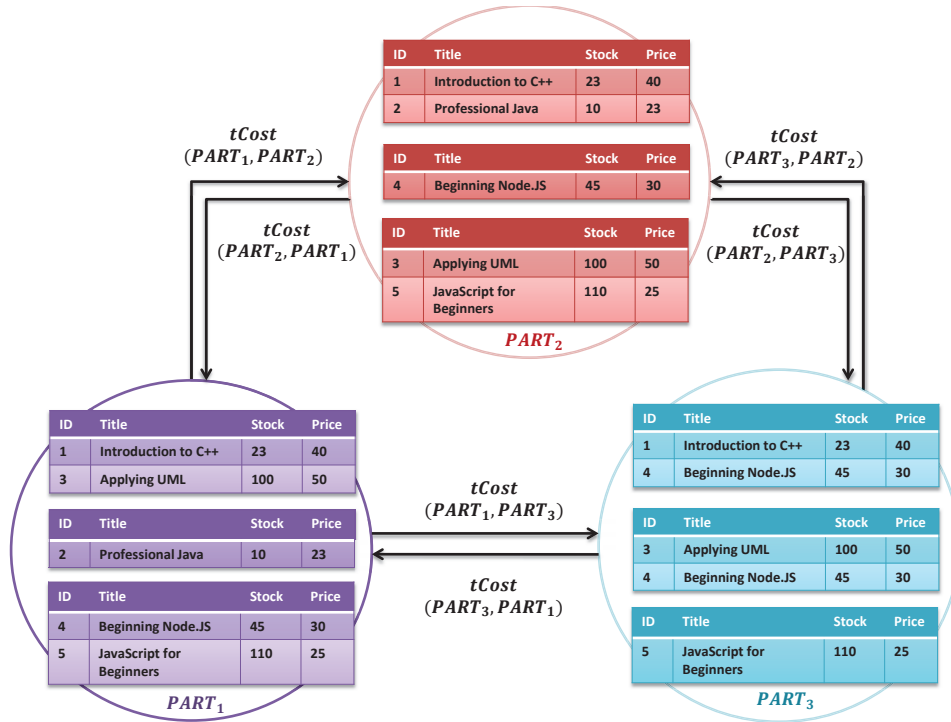 ID Title Stock Price
1 Introduction to C++ 23 40
2 Professional Java 10 23
ID Title Stock Price
4 Beginning Node.JS 45 30
ID Title Stock Price
3 Applying UML 100 50
5 JavaScript for 110 25
Beginners
PART₂
tCost
(PART₁, PART₂)
tCost
(PART₂, PART₁)
tCost
(PART₃, PART₂)
tCost
(PART₂, PART₃)
ID Title Stock Price
1 Introduction to C++ 23 40
3 Applying UML 100 50
ID Title Stock Price
2 Professional Java 10 23
ID Title Stock Price
4 Beginning Node.JS 45 30
5 JavaScript for 110 25
Beginners
PART₁
tCost
(PART₁, PART₃)
tCost
(PART₃, PART₁)
ID Title Stock Price
1 Introduction to C++ 23 40
4 Beginning Node.JS 45 30
ID Title Stock Price
3 Applying UML 100 50
4 Beginning Node.JS 45 30
ID Title Stock Price
5 JavaScript for 110 25
Beginners
PART₃